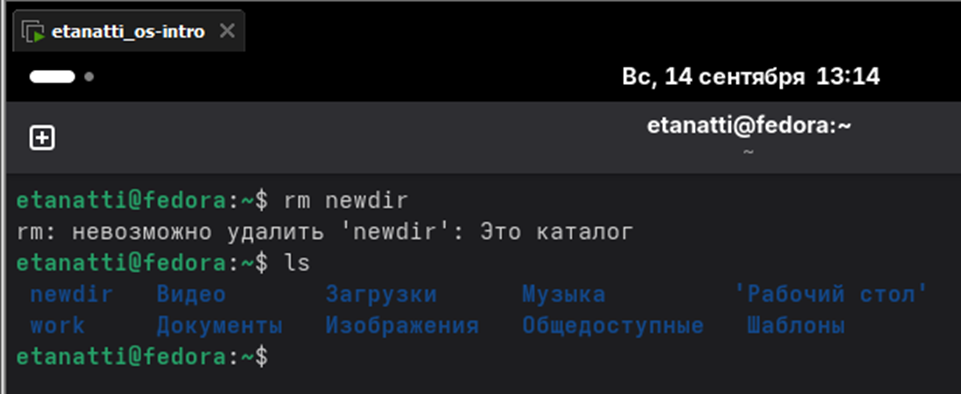 etanatti_os-intro
Вс, 14 сентября 13:14
etanatti@fedora:~
~
etanatti@fedora:~$ rm newdir
rm: невозможно удалить 'newdir': Это каталог
etanatti@fedora:~$ ls
newdir Видео Загрузки Музыка 'Рабочий стол'
work Документы Изображения Общедоступные Шаблоны
etanatti@fedora:~$